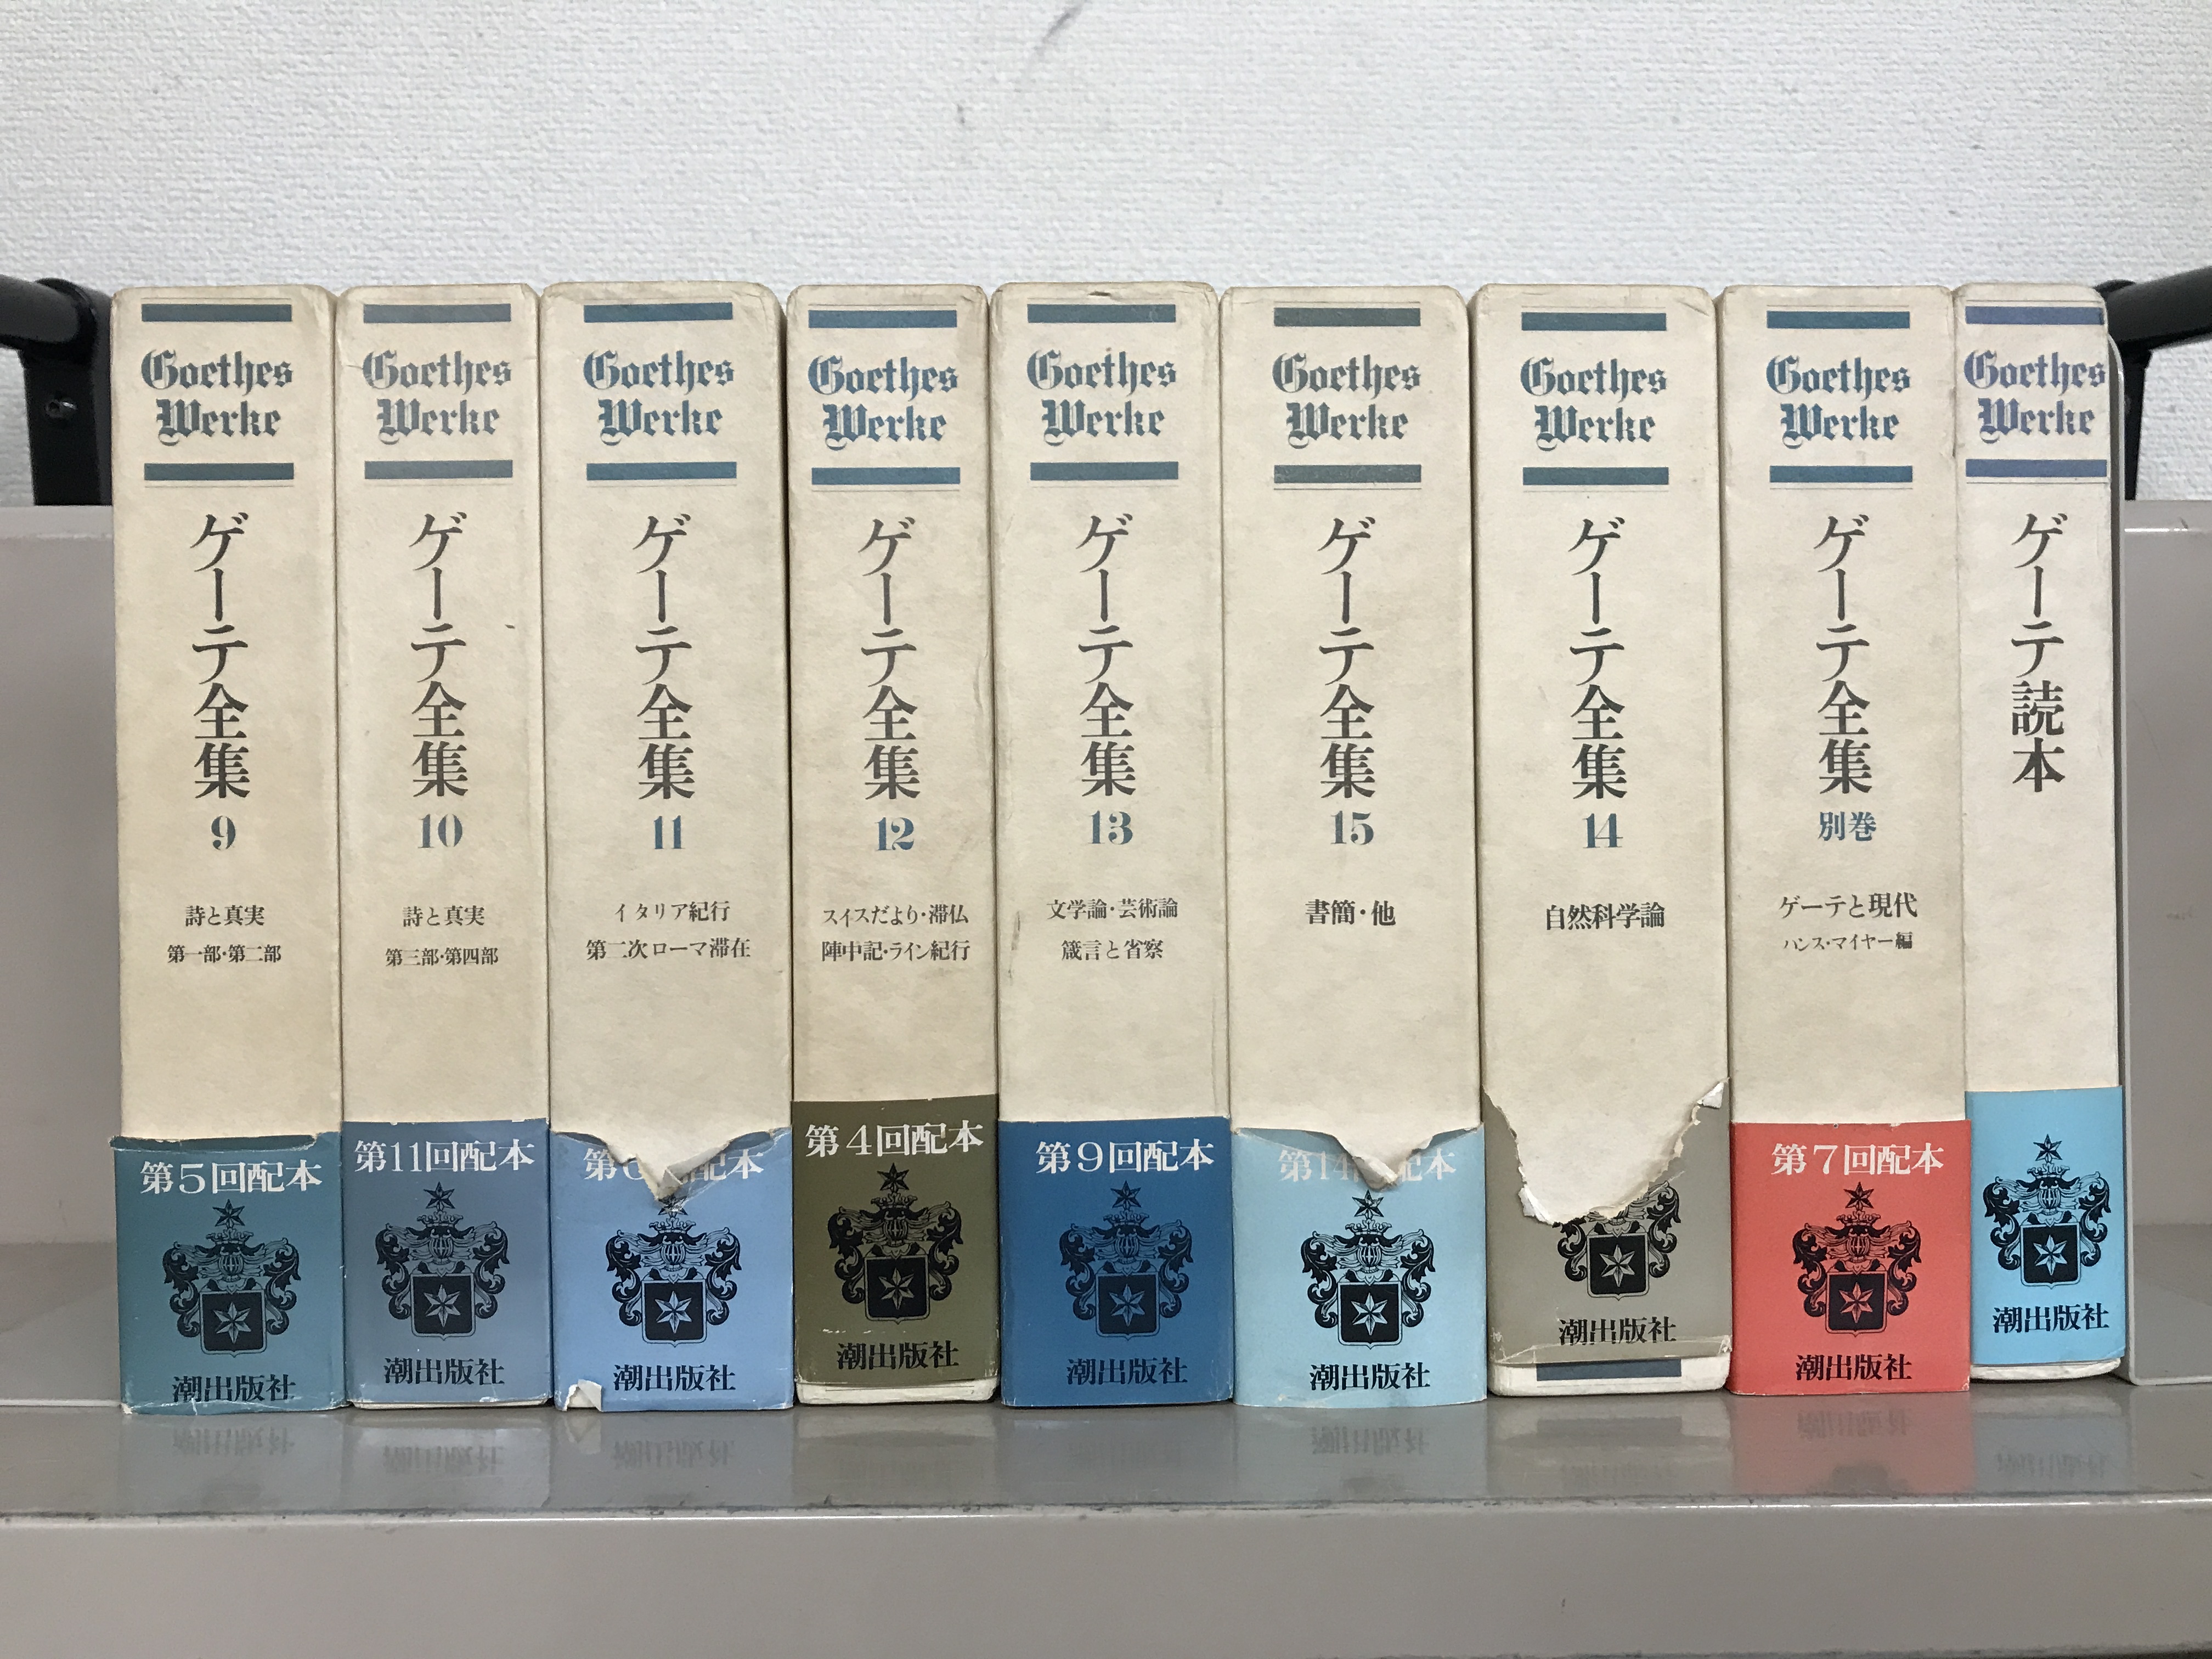 Goethes
Werke
ゲーテ全集
9
詩と真実
第一部・第二部
第5回配本
潮出版社
Goethes
Werke
ゲーテ全集
10
詩と真実
第三部・第四部
第11回配本
潮出版社
Goethes
Werke
ゲーテ全集
11
イタリア紀行
第二次ローマ滞在
第 配本
潮出版社
Goethes
Werke
ゲーテ全集
12
スイスだより・滞仏
陣中記・ライン紀行
第4回配本
潮出版社
Goethes
Werke
ゲーテ全集
13
文学論・芸術論
箴言と省察
第9回配本
潮出版社
Goethes
Werke
ゲーテ全集
15
書簡・他
第14 配本
潮出版社
Goethes
Werke
ゲーテ全集
14
自然科学論
潮出版社
Goethes
Werke
ゲーテ全集
別巻
ゲーテと現代
ハンス・マイヤー編
第7回配本
潮出版社
Goethes
Werke
ゲーテ読本
潮出版社